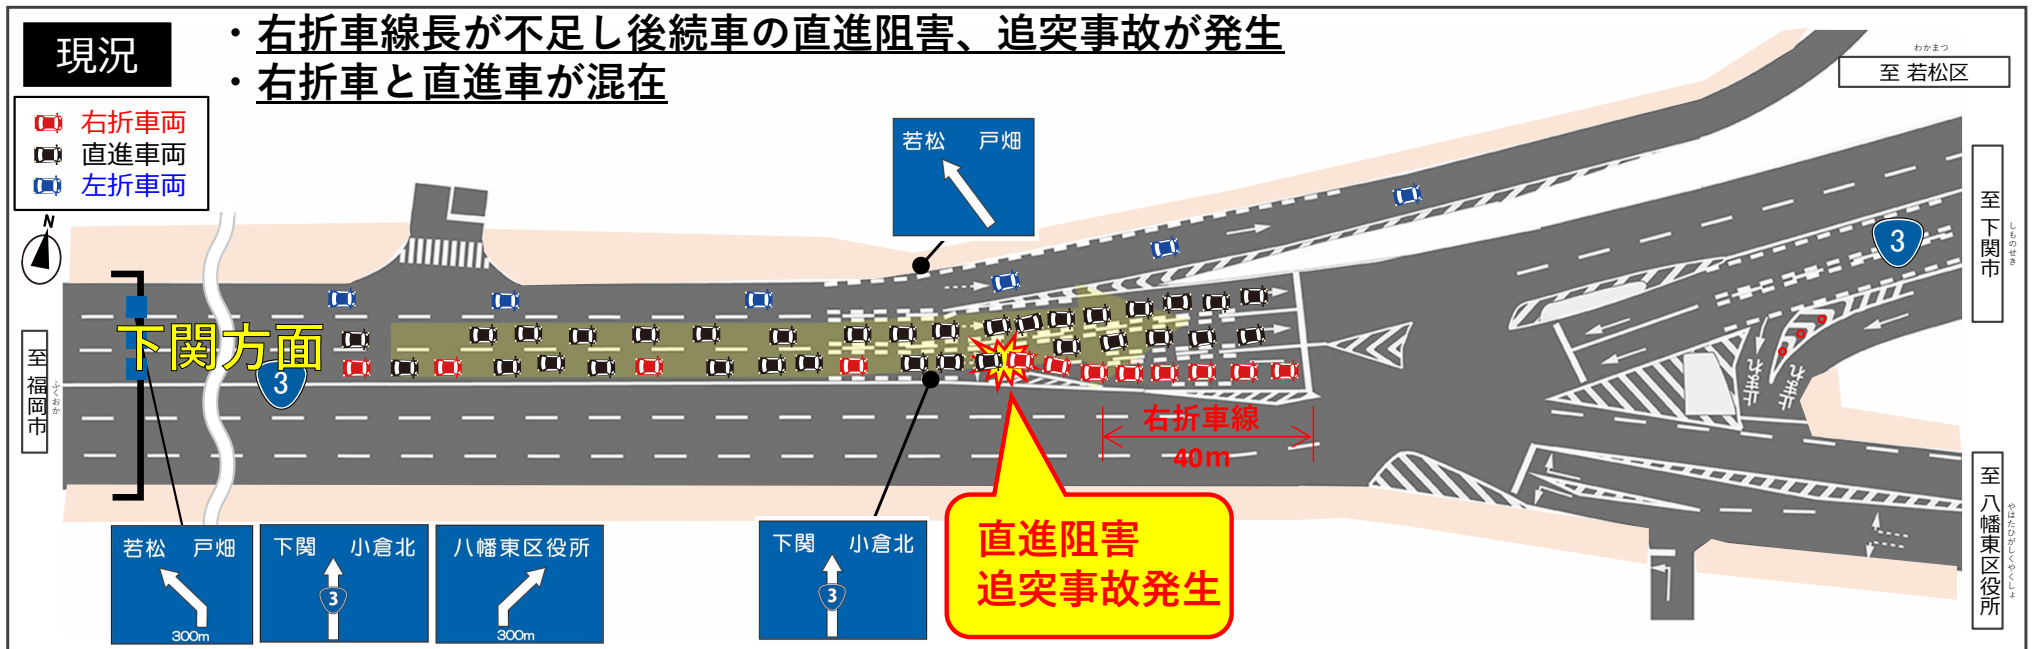 現況
・右折車線長が不足し後続車の直進阻害、追突事故が発生
・右折車と直進車が混在
右折車両
直進車両
左折車両
N
わかまつ
至 若松区
若松 戸畑
至 下関市
しものせき
3
下関方面
至 福岡市
ふくおか
3
右折車線
40m
止まれ
止まれ
直進阻害
追突事故発生
若松 戸畑
300m
下関 小倉北
3
八幡東区役所
300m
下関 小倉北
3
至 八幡東区役所
やはたひがしくやくしょ